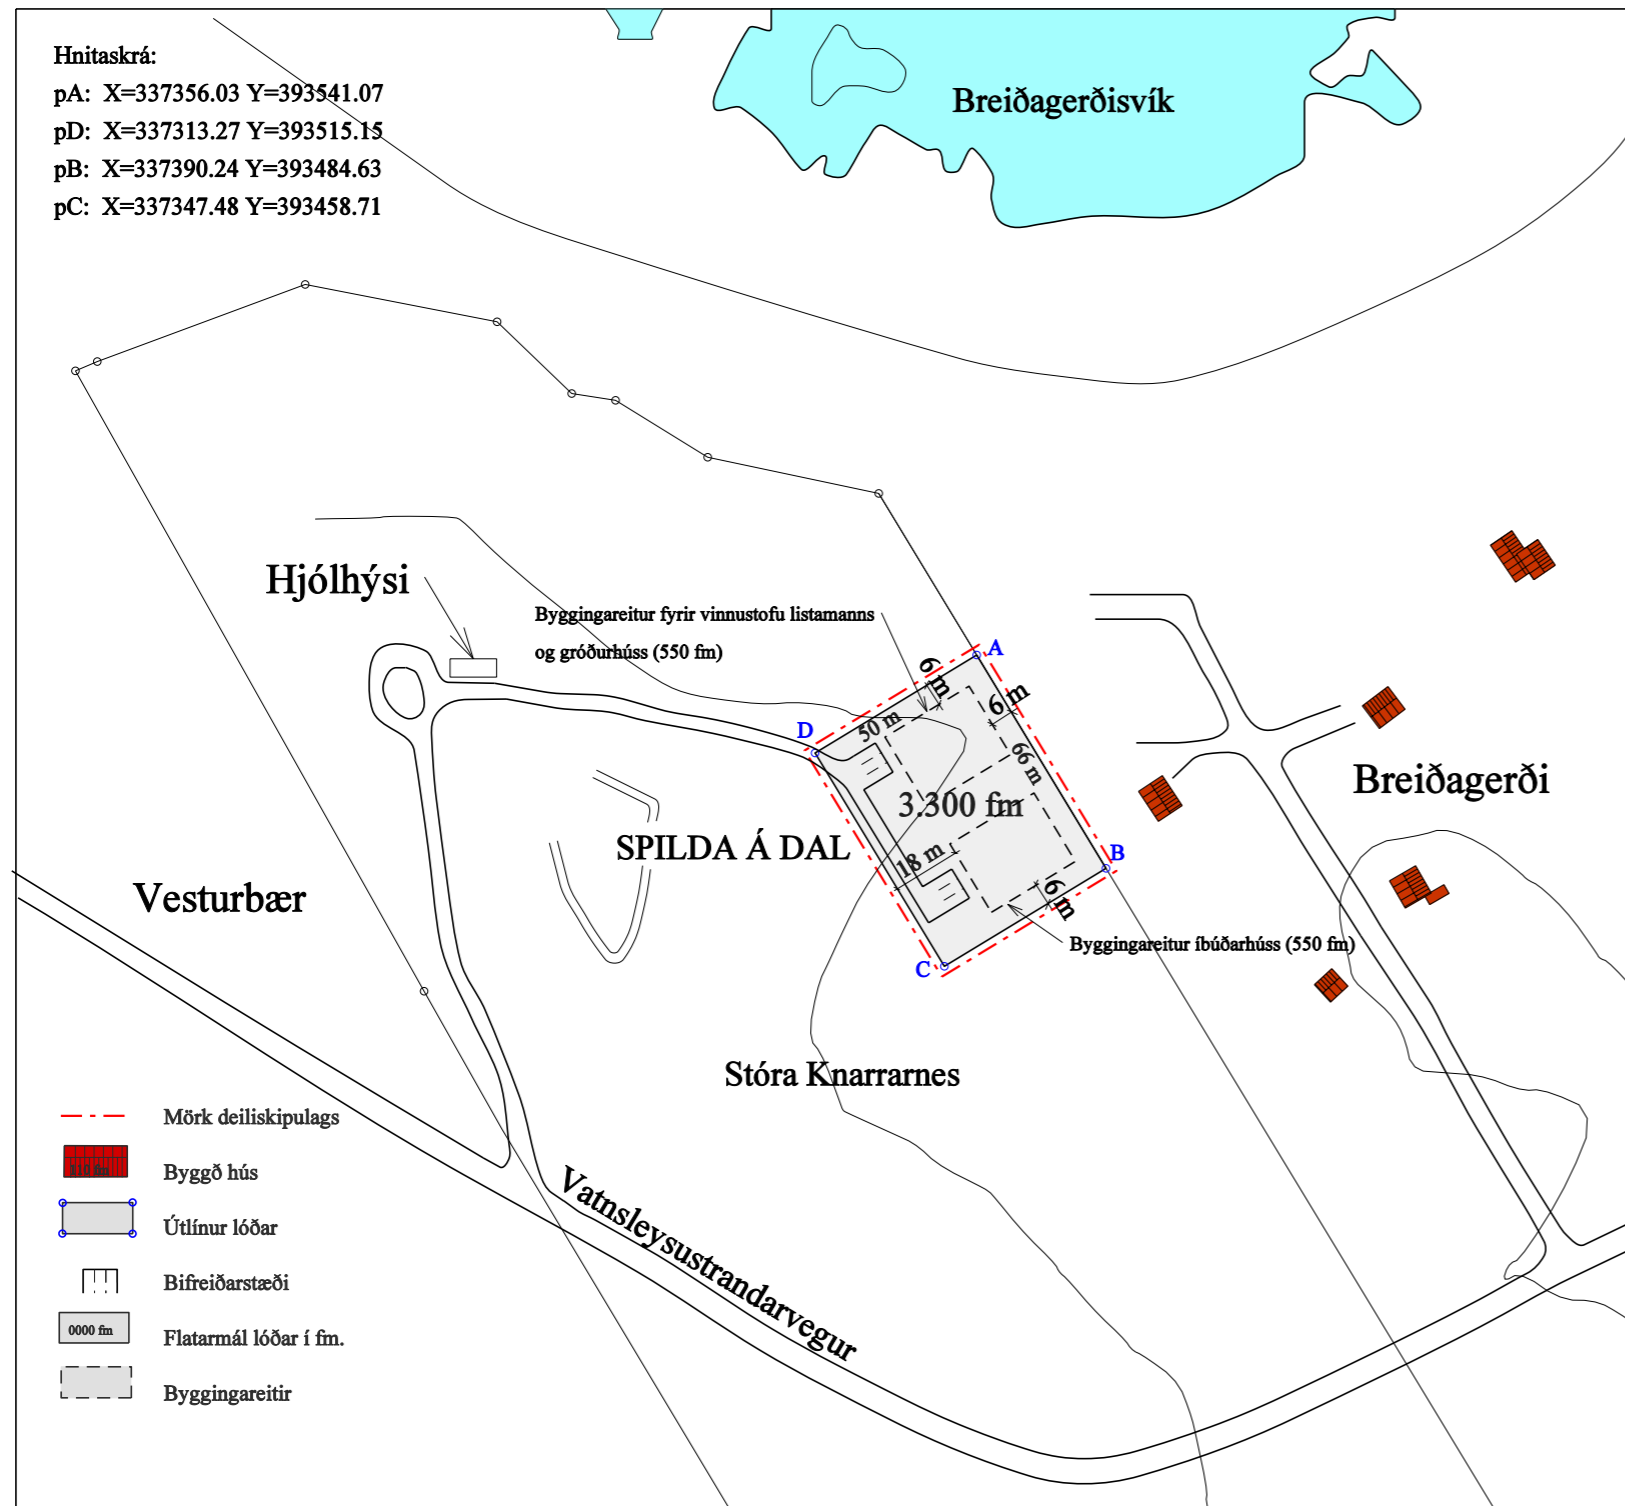 Hnitaskrá:
pA: X=337356.03 Y=393541.07
pD: X=337313.27 Y=393515.15
pB: X=337390.24 Y=393484.63
pC: X=337347.48 Y=393458.71
Breiðagerðisvík
Hjólhýsi
Byggingareitur fyrir vinnustofu listamanns
og gróðurhúss (550 fm)
A
6 m
6 m
D
50 m
66 m
Breiðagerði
3.300 fm
SPILDA Á DAL
18 m
B
Vesturbær
6 m
Byggingareitur íbúðarhúss (550 fm)
C
Stóra Knarrarnes
Vatnsleysustrandarvegur
Mörk deiliskipulags
110 fm
Byggð hús
Útlínur lóðar
Bifreiðarstæði
0000 fm
Flatarmál lóðar í fm.
Byggingareitir